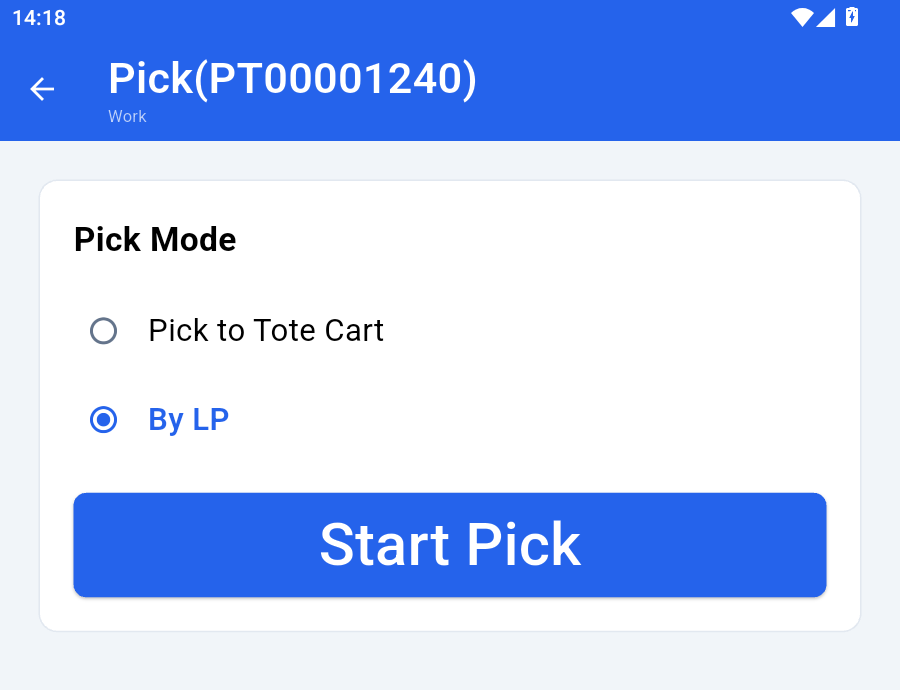 14:18
Pick(PT00001240)
Work
Pick Mode
Pick to Tote Cart
By LP
Start Pick